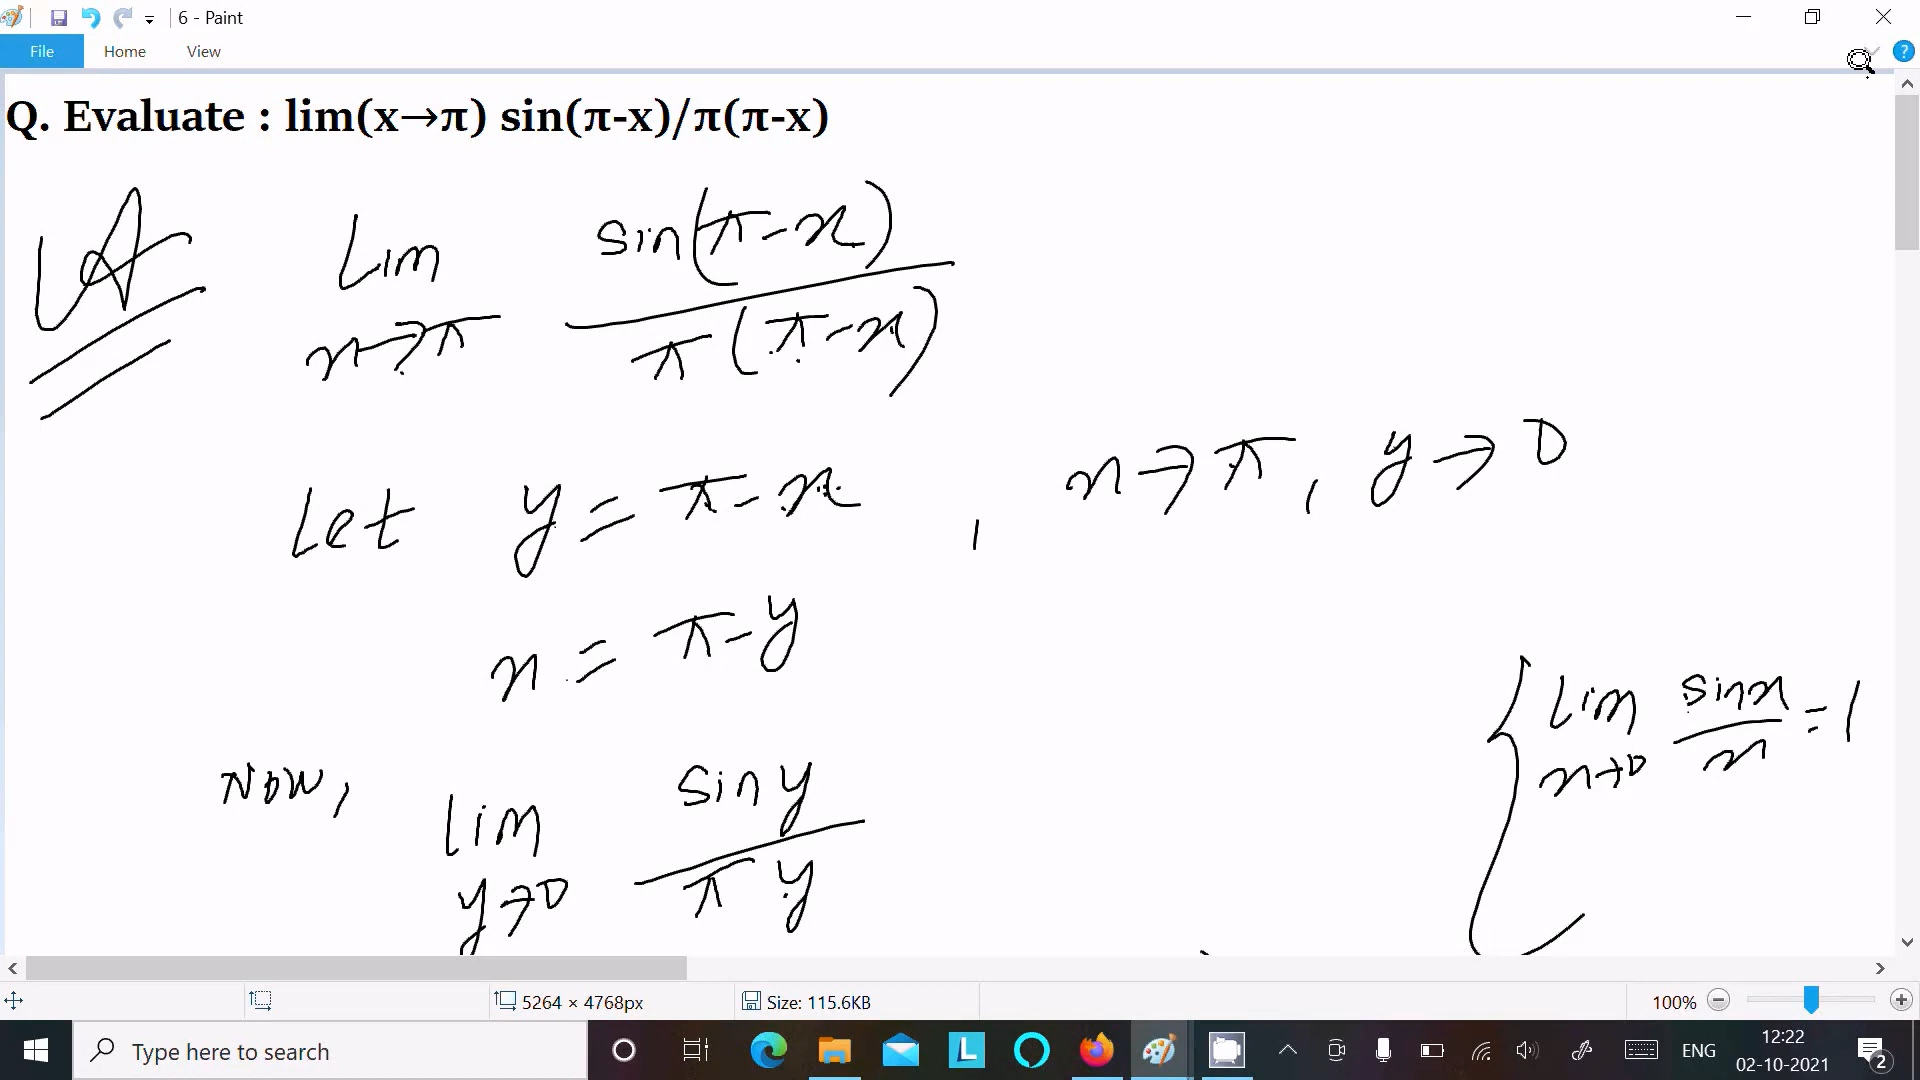 6 - Paint
File Home View
Q. Evaluate : lim(x→π) sin(π-x)/π(π-x)
A
Lim sin(π-x)
x→π π(π-x)
Let y = π-x , x→π, y→0
x = π-y
Now, lim sin y
y→0 π y
lim sinx = 1
x→0 x
5264 × 4768px Size: 115.6KB 100%
Type here to search
L
ENG
12:22
02-10-2021
2